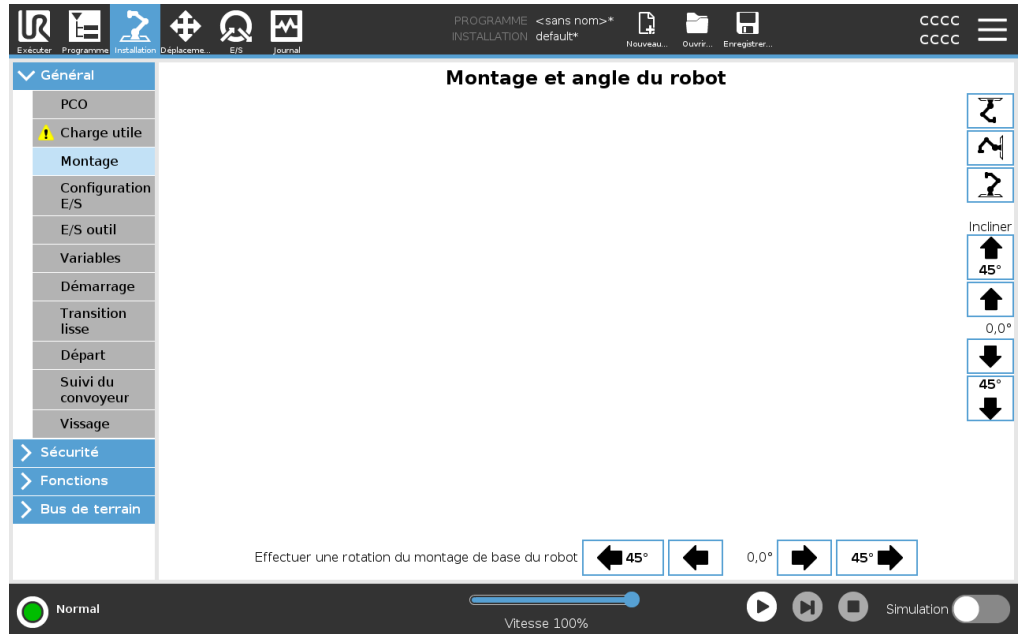 PROGRAMME <sans nom>*
INSTALLATION default*
Exécuter Programme Installation Déplaceme... E/S Journal
Nouveau... Ouvrir... Enregistrer...
cccc
cccc
Général
PCO
Charge utile
Montage
Configuration
E/S
E/S outil
Variables
Démarrage
Transition
lisse
Départ
Suivi du
convoyeur
Vissage
Sécurité
Fonctions
Bus de terrain
Montage et angle du robot
Incliner
45°
0,0°
45°
Effectuer une rotation du montage de base du robot 45° 0,0° 45°
Normal
Vitesse 100%
Simulation